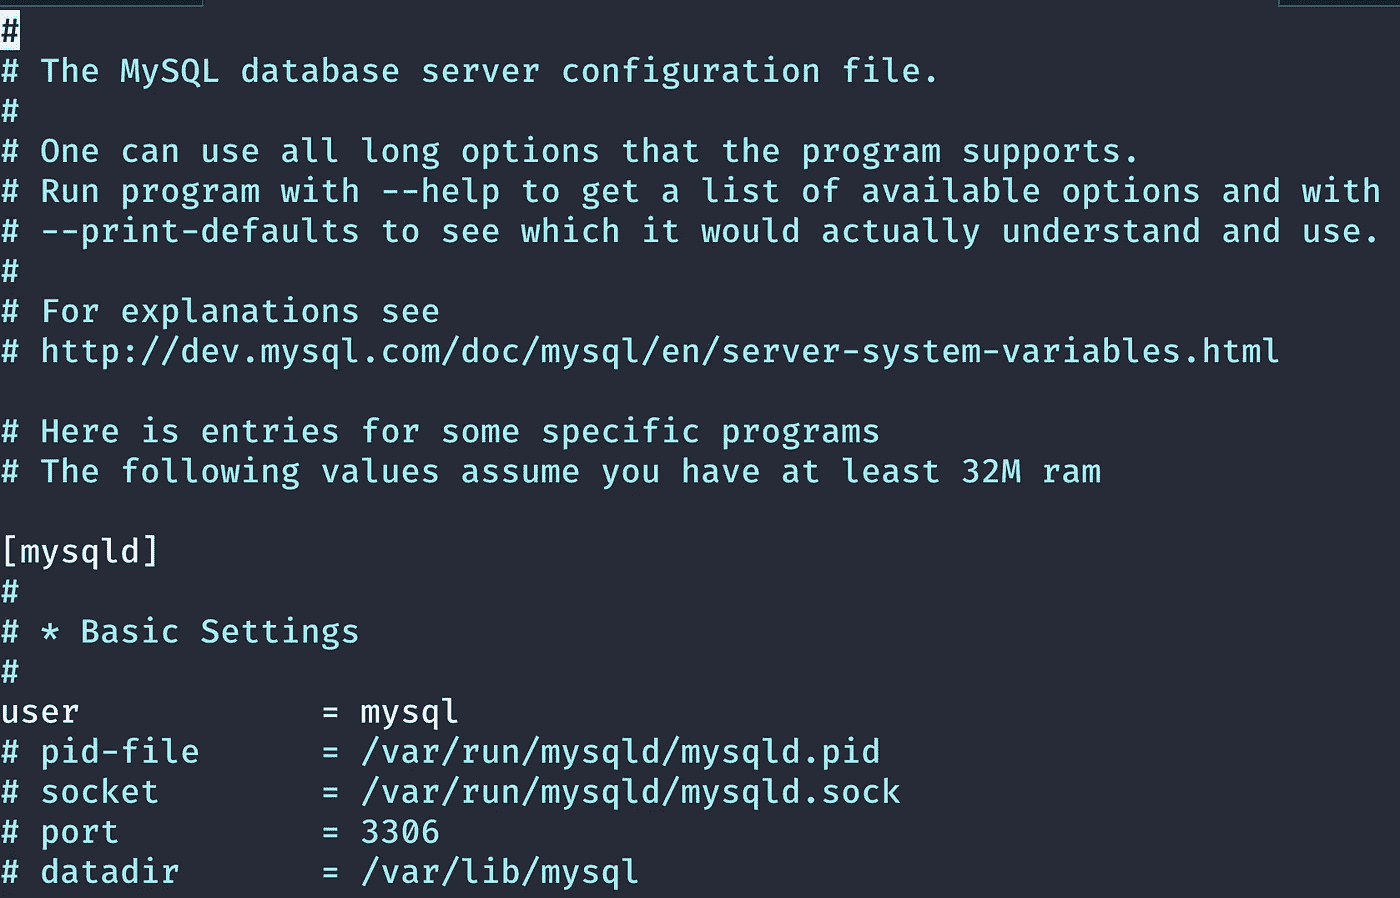 #
# The MySQL database server configuration file.
#
# One can use all long options that the program supports.
# Run program with --help to get a list of available options and with
# --print-defaults to see which it would actually understand and use.
#
# For explanations see
# http://dev.mysql.com/doc/mysql/en/server-system-variables.html

# Here is entries for some specific programs
# The following values assume you have at least 32M ram

[mysqld]
#
# * Basic Settings
#
user            = mysql
# pid-file      = /var/run/mysqld/mysqld.pid
# socket        = /var/run/mysqld/mysqld.sock
# port          = 3306
# datadir       = /var/lib/mysql